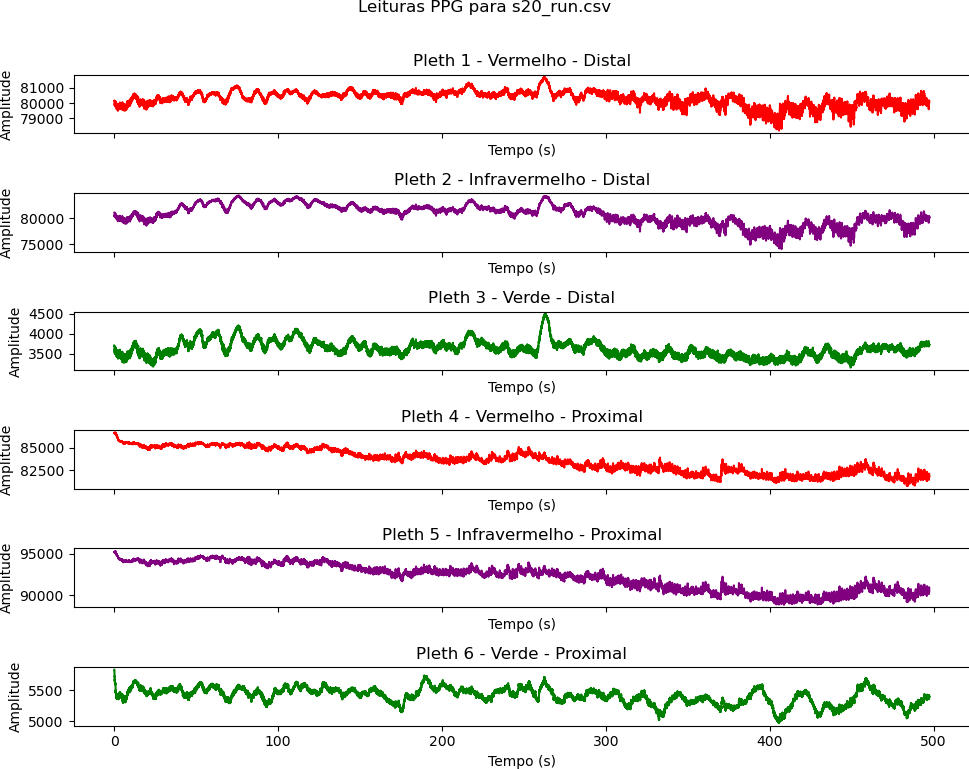 Leituras PPG para s20_run.csv
Pleth 1 - Vermelho - Distal
Amplitude
81000
80000
79000
Tempo (s)
Pleth 2 - Infravermelho - Distal
Amplitude
80000
75000
Tempo (s)
Pleth 3 - Verde - Distal
Amplitude
4500
4000
3500
Tempo (s)
Pleth 4 - Vermelho - Proximal
Amplitude
85000
82500
Tempo (s)
Pleth 5 - Infravermelho - Proximal
Amplitude
95000
90000
Tempo (s)
Pleth 6 - Verde - Proximal
Amplitude
5500
5000
0 100 200 300 400 500
Tempo (s)